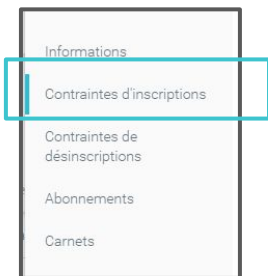 Informations
Contraintes d'inscriptions
Contraintes de
désinscriptions
Abonnements
Carnets